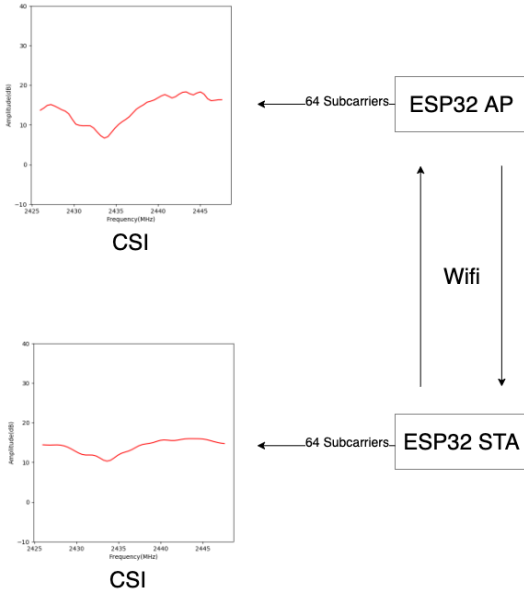 40
30
20
10
0
−10
Amplitude(dB)
2425 2430 2435 2440 2445
Frequency(MHz)
CSI
64 Subcarriers
ESP32 AP
Wifi
40
30
20
10
0
−10
Amplitude(dB)
2425 2430 2435 2440 2445
Frequency(MHz)
CSI
64 Subcarriers
ESP32 STA